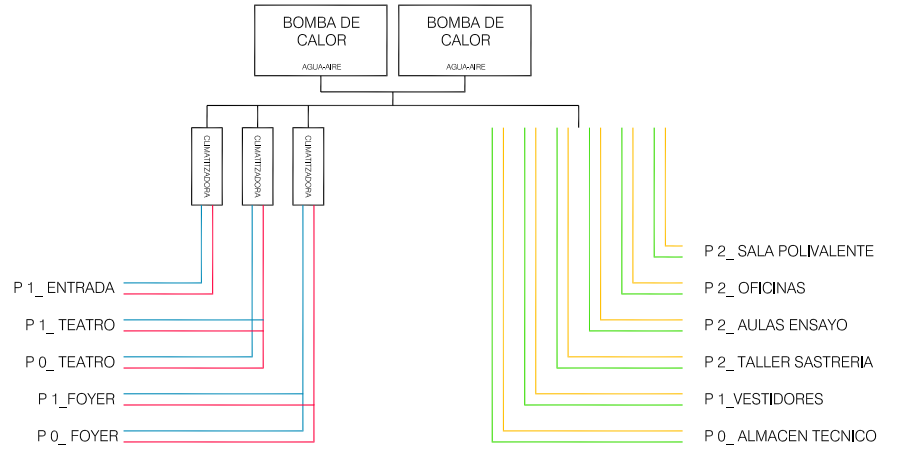 BOMBA DE
CALOR
AGUA-AIRE
BOMBA DE
CALOR
AGUA-AIRE
CLIMATITZADORA
CLIMATITZADORA
CLIMATITZADORA
P 1_ ENTRADA
P 1_ TEATRO
P 0_ TEATRO
P 1_FOYER
P 0_ FOYER
P 2_ SALA POLIVALENTE
P 2_ OFICINAS
P 2_ AULAS ENSAYO
P 2_ TALLER SASTRERIA
P 1_VESTIDORES
P 0_ ALMACEN TECNICO